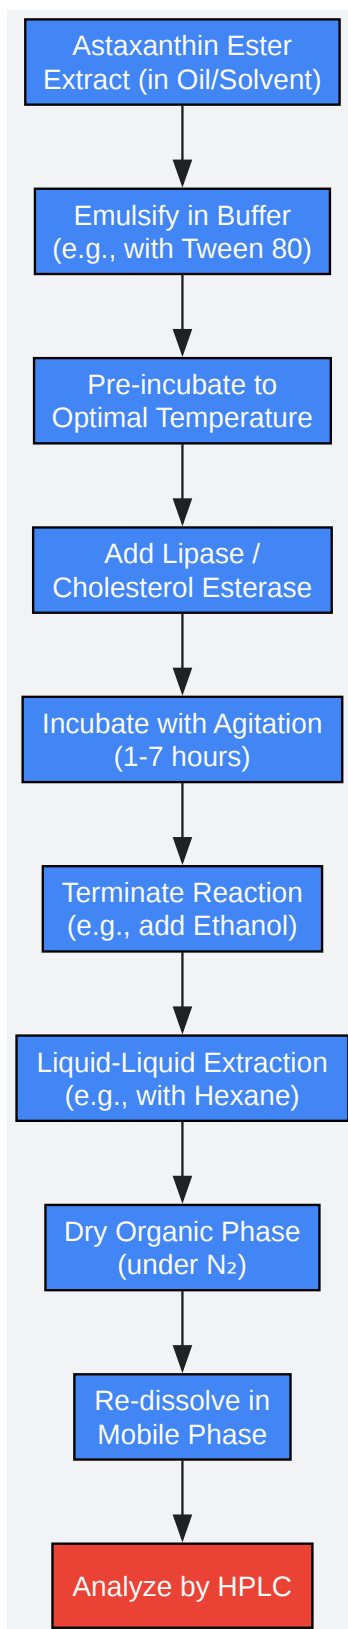 Astaxanthin Ester
Extract (in Oil/Solvent)
Emulsify in Buffer
(e.g., with Tween 80)
Pre-incubate to
Optimal Temperature
Add Lipase /
Cholesterol Esterase
Incubate with Agitation
(1-7 hours)
Terminate Reaction
(e.g., add Ethanol)
Liquid-Liquid Extraction
(e.g., with Hexane)
Dry Organic Phase
(under N₂)
Re-dissolve in
Mobile Phase
Analyze by HPLC